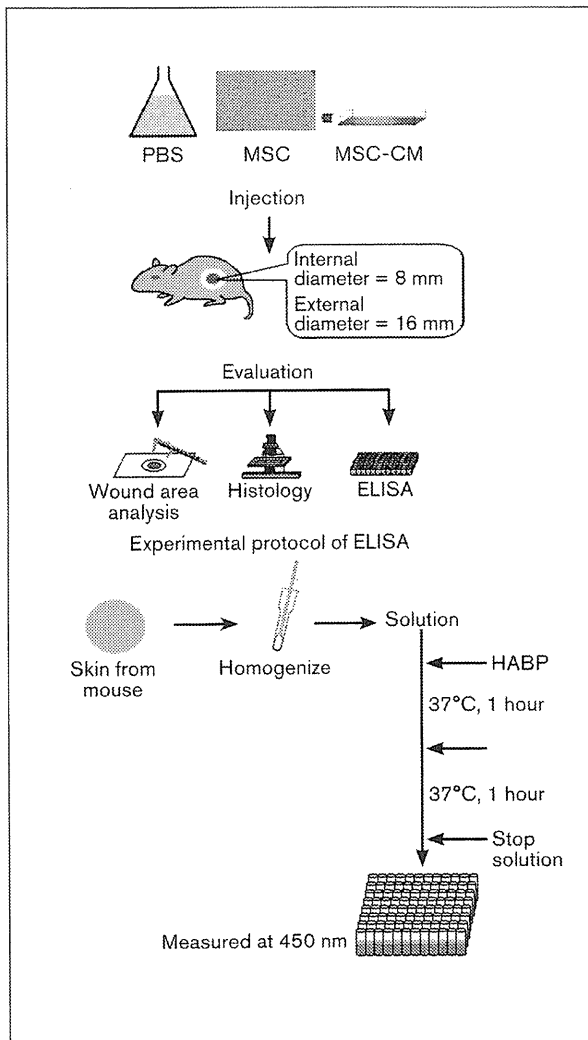 PBS
MSC
MSC-CM
Injection
Internal
diameter = 8 mm
External
diameter = 16 mm
Evaluation
Wound area
analysis
Histology
ELISA
Experimental protocol of ELISA
Skin from
mouse
Homogenize
Solution
HABP
37°C, 1 hour
37°C, 1 hour
Stop
solution
Measured at 450 nm